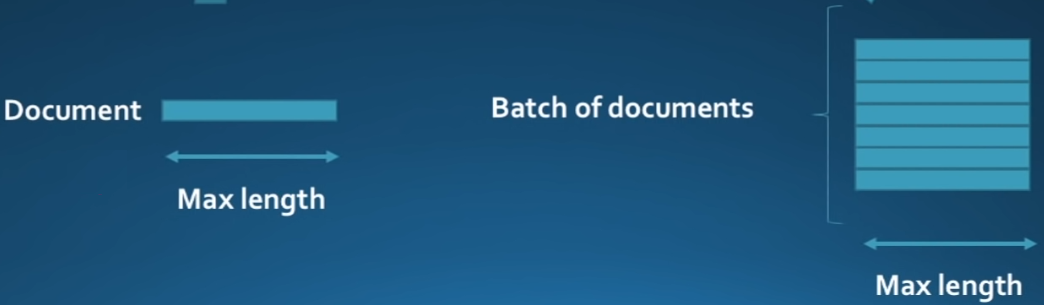 Document
Max length
Batch of documents
Max length